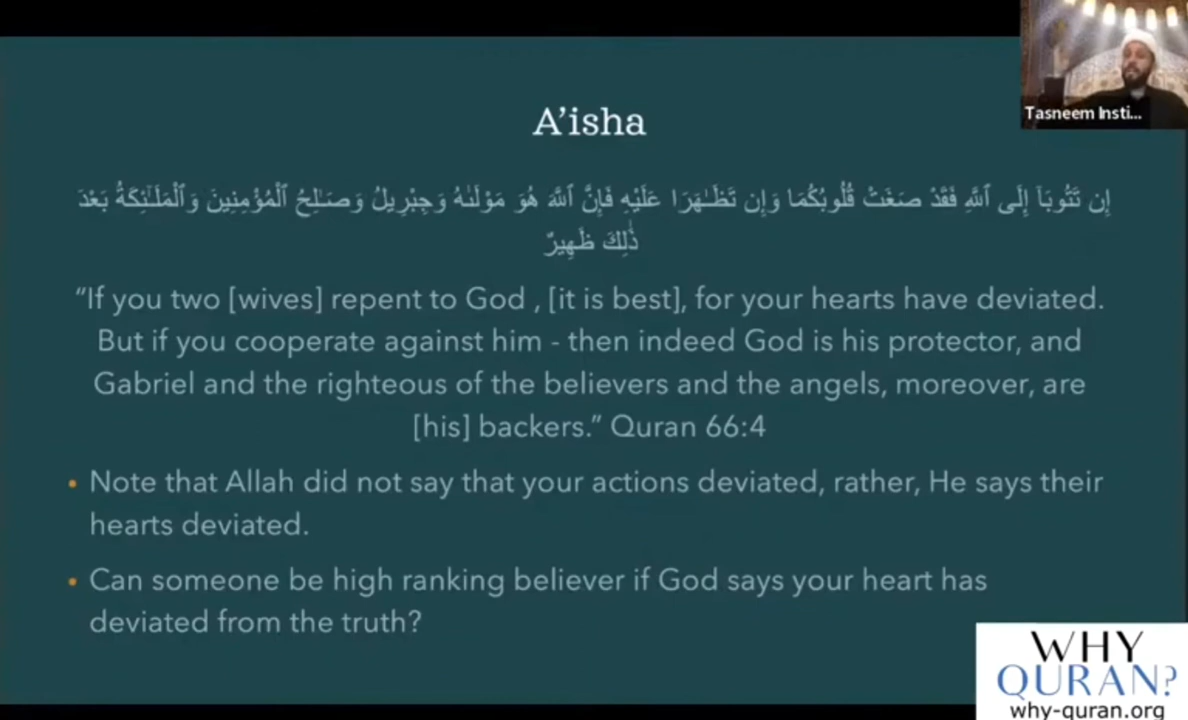 Tasneem Insti...
A'isha
إِن تَتُوبَآ إِلَى ٱللَّهِ فَقَدْ صَغَتْ قُلُوبُكُمَا وَإِن تَظَـٰهَرَا عَلَيْهِ فَإِنَّ ٱللَّهَ هُوَ مَوْلَىٰهُ وَجِبْرِيلُ وَصَـٰلِحُ ٱلْمُؤْمِنِينَ وَٱلْمَلَـٰٓئِكَةُ بَعْدَ
ذَٰلِكَ ظَهِيرٌ
“If you two [wives] repent to God , [it is best], for your hearts have deviated.
But if you cooperate against him - then indeed God is his protector, and
Gabriel and the righteous of the believers and the angels, moreover, are
[his] backers.” Quran 66:4
• Note that Allah did not say that your actions deviated, rather, He says their
hearts deviated.
• Can someone be high ranking believer if God says your heart has
deviated from the truth?
WHY
QURAN?
why-quran.org